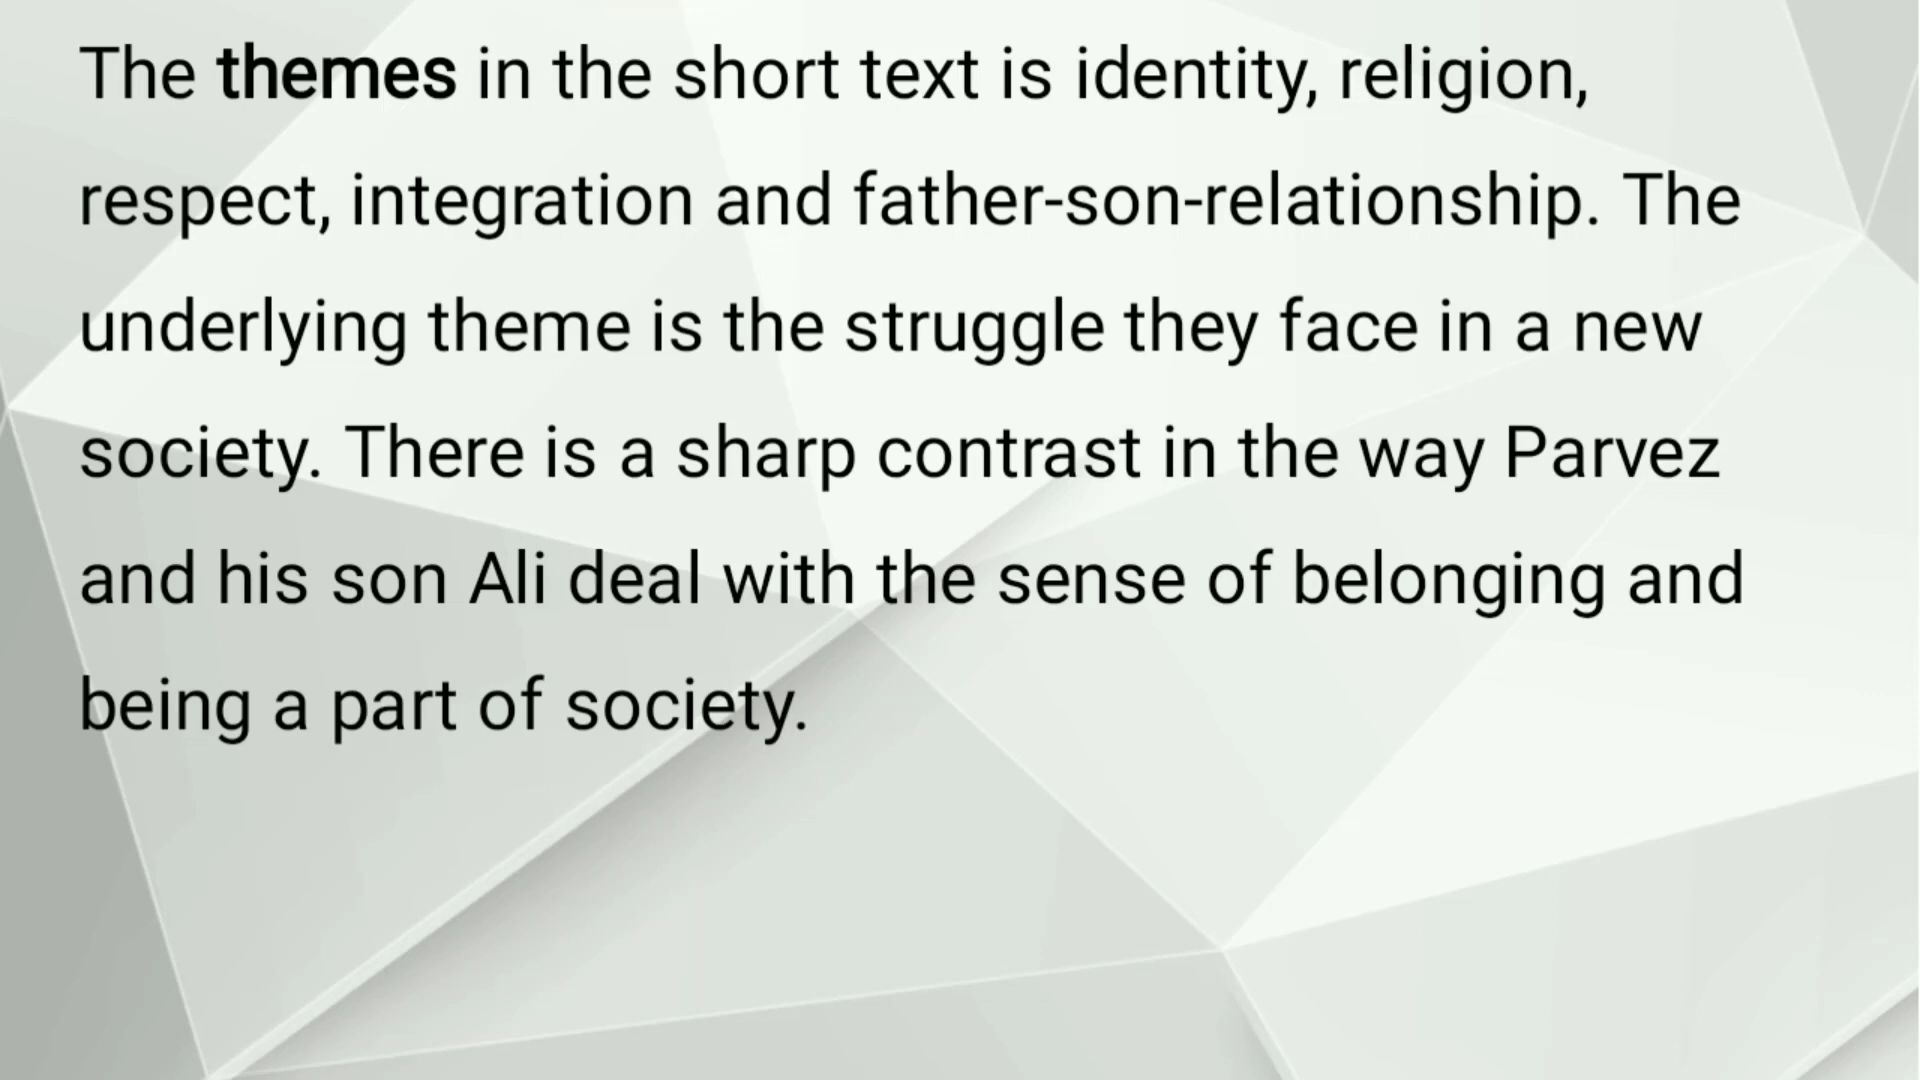 The themes in the short text is identity, religion,
respect, integration and father-son-relationship. The
underlying theme is the struggle they face in a new
society. There is a sharp contrast in the way Parvez
and his son Ali deal with the sense of belonging and
being a part of society.